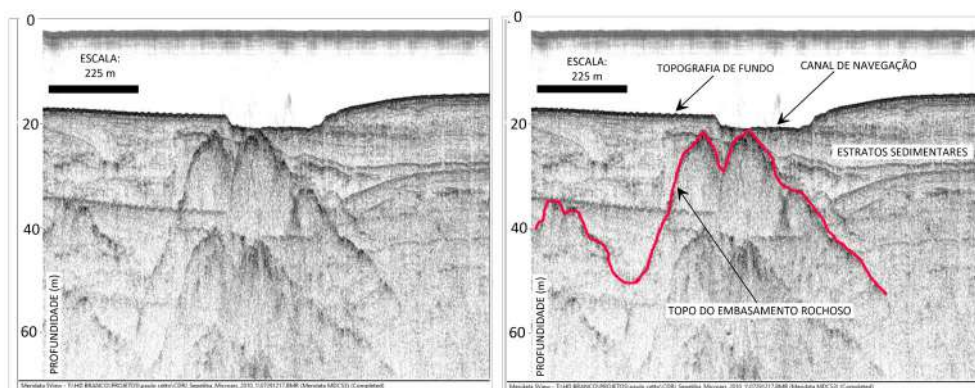 0
ESCALA:
225 m
20
40
60
PROFUNDIDADE (m)
0
ESCALA:
225 m
TOPOGRAFIA DE FUNDO
CANAL DE NAVEGAÇÃO
20
ESTRATOS SEDIMENTARES
40
TOPO DO EMBASAMENTO ROCHOSO
60
PROFUNDIDADE (m)